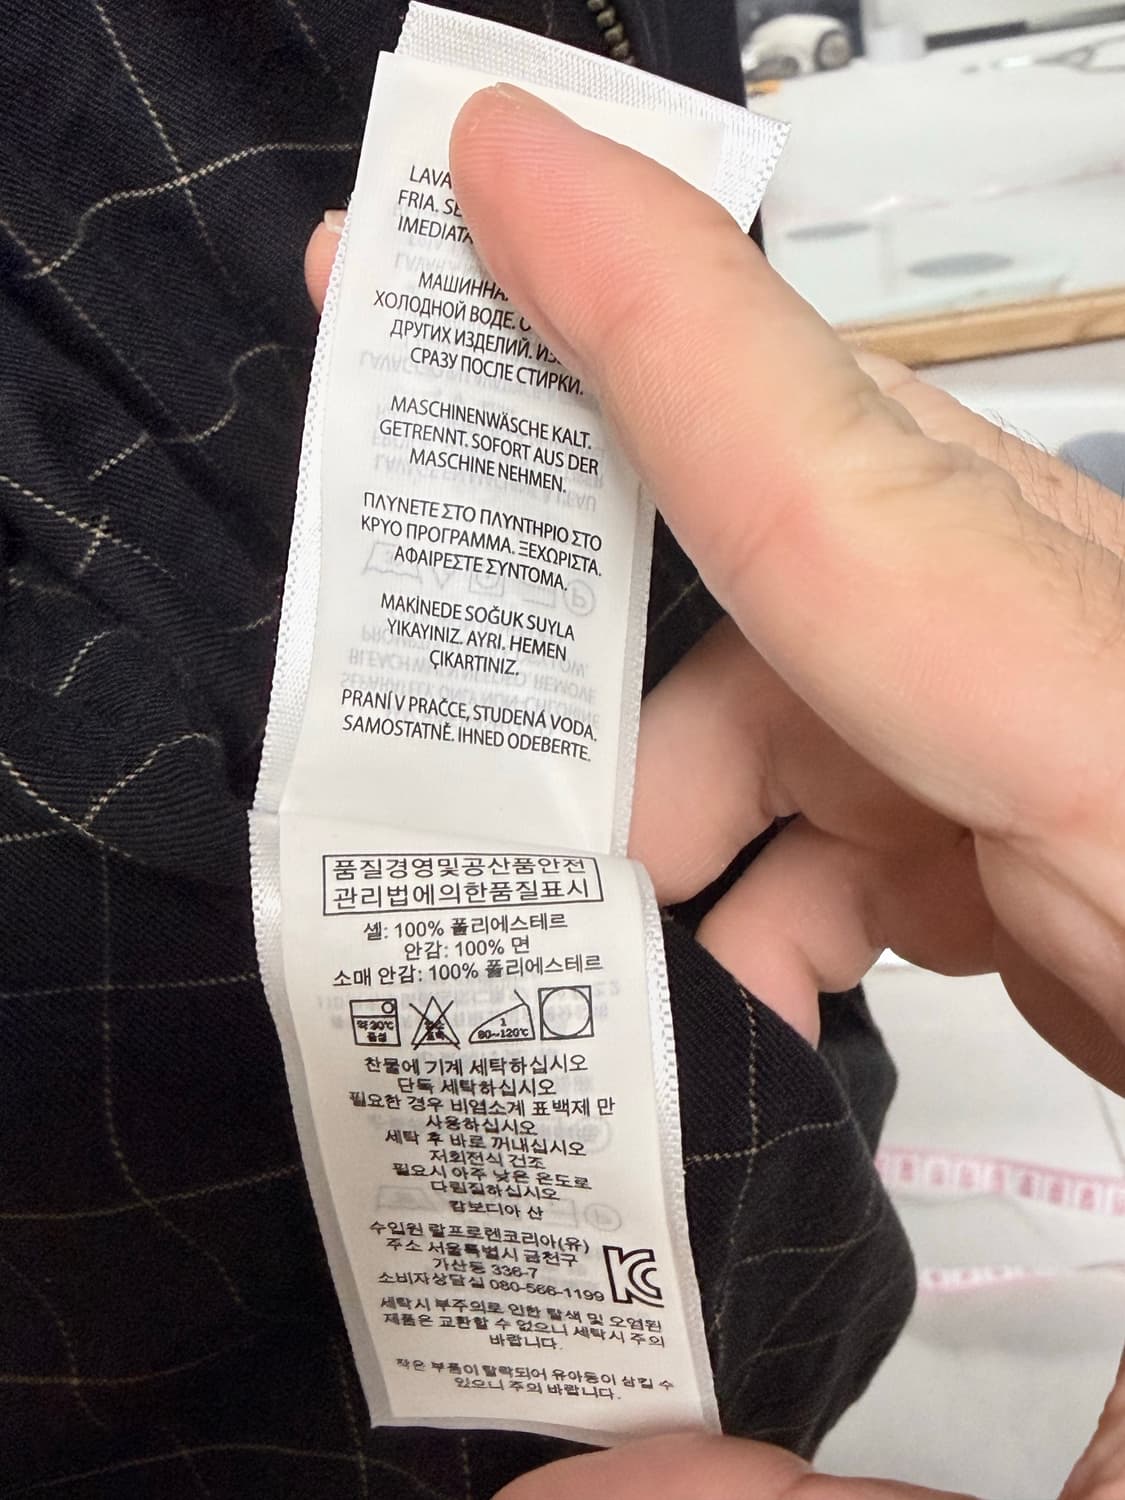 LAVA
FRIA. SE
IMEDIATA
МАШИННА
ХОЛОДНОЙ ВОДЕ. О
ДРУГИХ ИЗДЕЛИЙ. ИЗ
СРАЗУ ПОСЛЕ СТИРКИ.
MASCHINENWÄSCHE KALT.
GETRENNT. SOFORT AUS DER
MASCHINE NEHMEN.
ΠΛΥΝΕΤΕ ΣΤΟ ΠΛΥΝΤΗΡΙΟ ΣΤΟ
ΚΡΥΟ ΠΡΟΓΡΑΜΜΑ. ΞΕΧΩΡΙΣΤΑ.
ΑΦΑΙΡΕΣΤΕ ΣΥΝΤΟΜΑ.
MAKİNEDE SOĞUK SUYLA
YIKAYINIZ. AYRI. HEMEN
ÇIKARTINIZ.
PRANÍ V PRAČCE, STUDENÁ VODA.
SAMOSTATNĚ. IHNED ODEBERTE.
품질경영및공산품안전
관리법에의한품질표시
셸: 100% 폴리에스테르
안감: 100% 면
소매 안감: 100% 폴리에스테르
약 30℃ 1
중성 80~120℃
찬물에 기계 세탁하십시오
단독 세탁하십시오
필요한 경우 비염소계 표백제 만
사용하십시오
세탁 후 바로 꺼내십시오
저회전식 건조
필요시 아주 낮은 온도로
다림질하십시오
캄보디아 산
수입원 랄프로렌코리아(유)
주소 서울특별시 금천구
가산동 336-7
소비자상담실 080-566-1199
세탁시 부주의로 인한 탈색 및 오염된
제품은 교환할 수 없으니 세탁시 주의
바랍니다.
작은 부품이 탈락되어 유아동이 삼킬 수
있으니 주의 바랍니다.